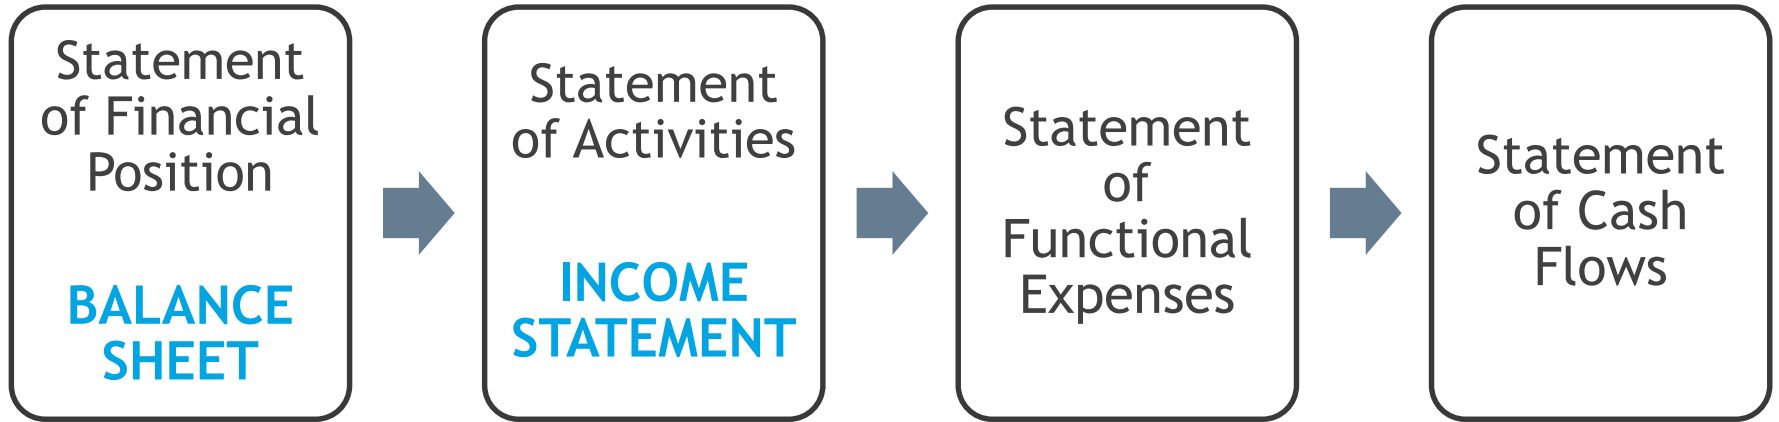 Statement
of Financial
Position
BALANCE
SHEET
Statement
of Activities
INCOME
STATEMENT
Statement
of
Functional
Expenses
Statement
of Cash
Flows